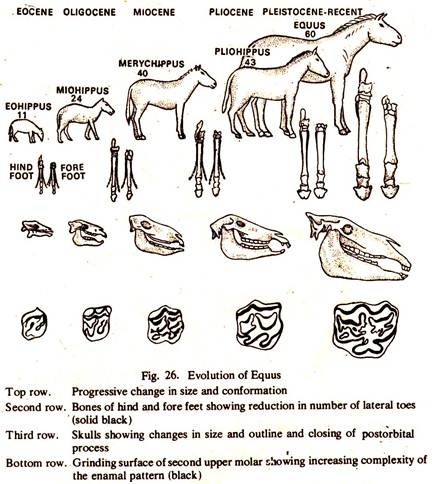 EOCENE OLIGOCENE MIOCENE PLIOCENE PLEISTOCENE-RECENT
EQUUS
60
PLIOHIPPUS
43
MERYCHIPPUS
40
MIOHIPPUS
24
EOHIPPUS
11
HIND FORE
FOOT FOOT
Fig. 26. Evolution of Equus
Top row. Progressive change in size and conformation
Second row. Bones of hind and fore feet showing reduction in number of lateral toes
(solid black)
Third row. Skulls showing changes in size and outline and closing of postorbital
process
Bottom row. Grinding surface of second upper molar showing increasing complexity of
the enamal pattern (black)